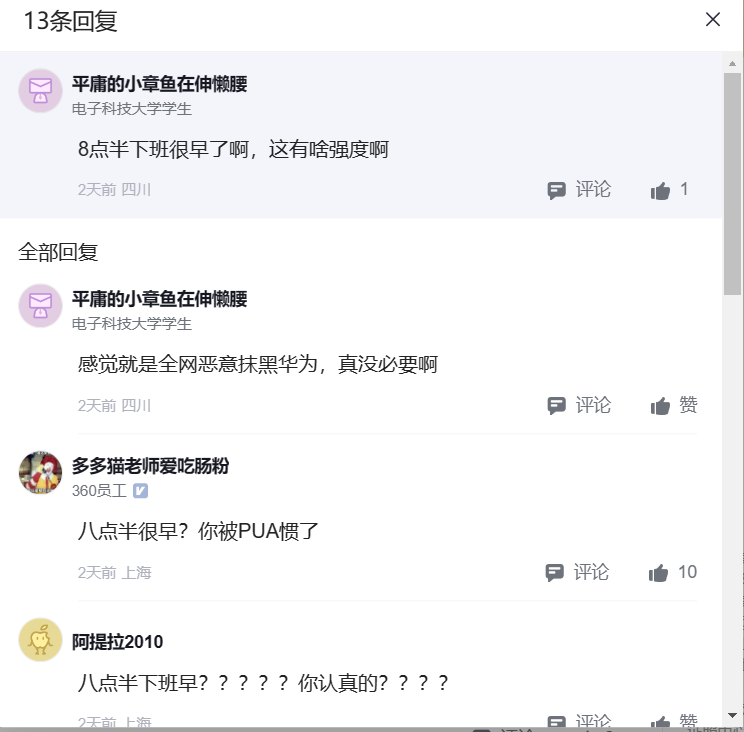 13条回复
平庸的小章鱼在伸懒腰
电子科技大学学生
8点半下班很早了啊，这有啥强度啊
2天前 四川 评论 1
全部回复
平庸的小章鱼在伸懒腰
电子科技大学学生
感觉就是全网恶意抹黑华为，真没必要啊
2天前 四川 评论 赞
多多猫老师爱吃肠粉
360员工
八点半很早？你被PUA惯了
2天前 上海 评论 10
阿提拉2010
八点半下班早？？？？？你认真的？？？？
2天前 上海 评论 赞